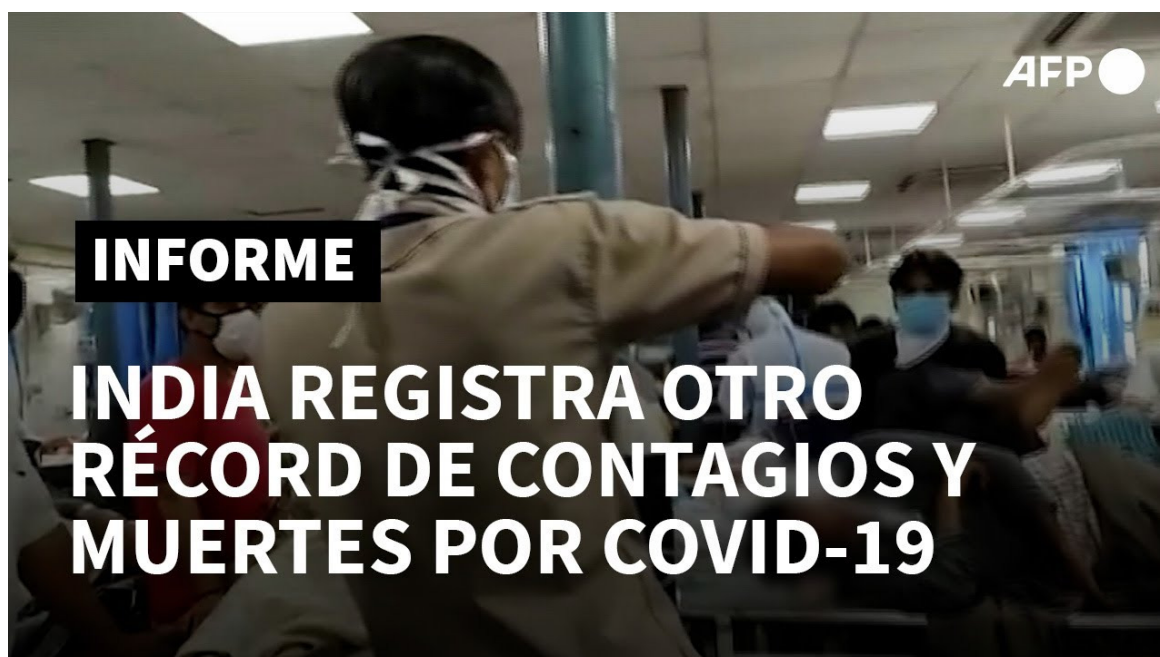 AFP
INFORME
INDIA REGISTRA OTRO
RÉCORD DE CONTAGIOS Y
MUERTES POR COVID-19